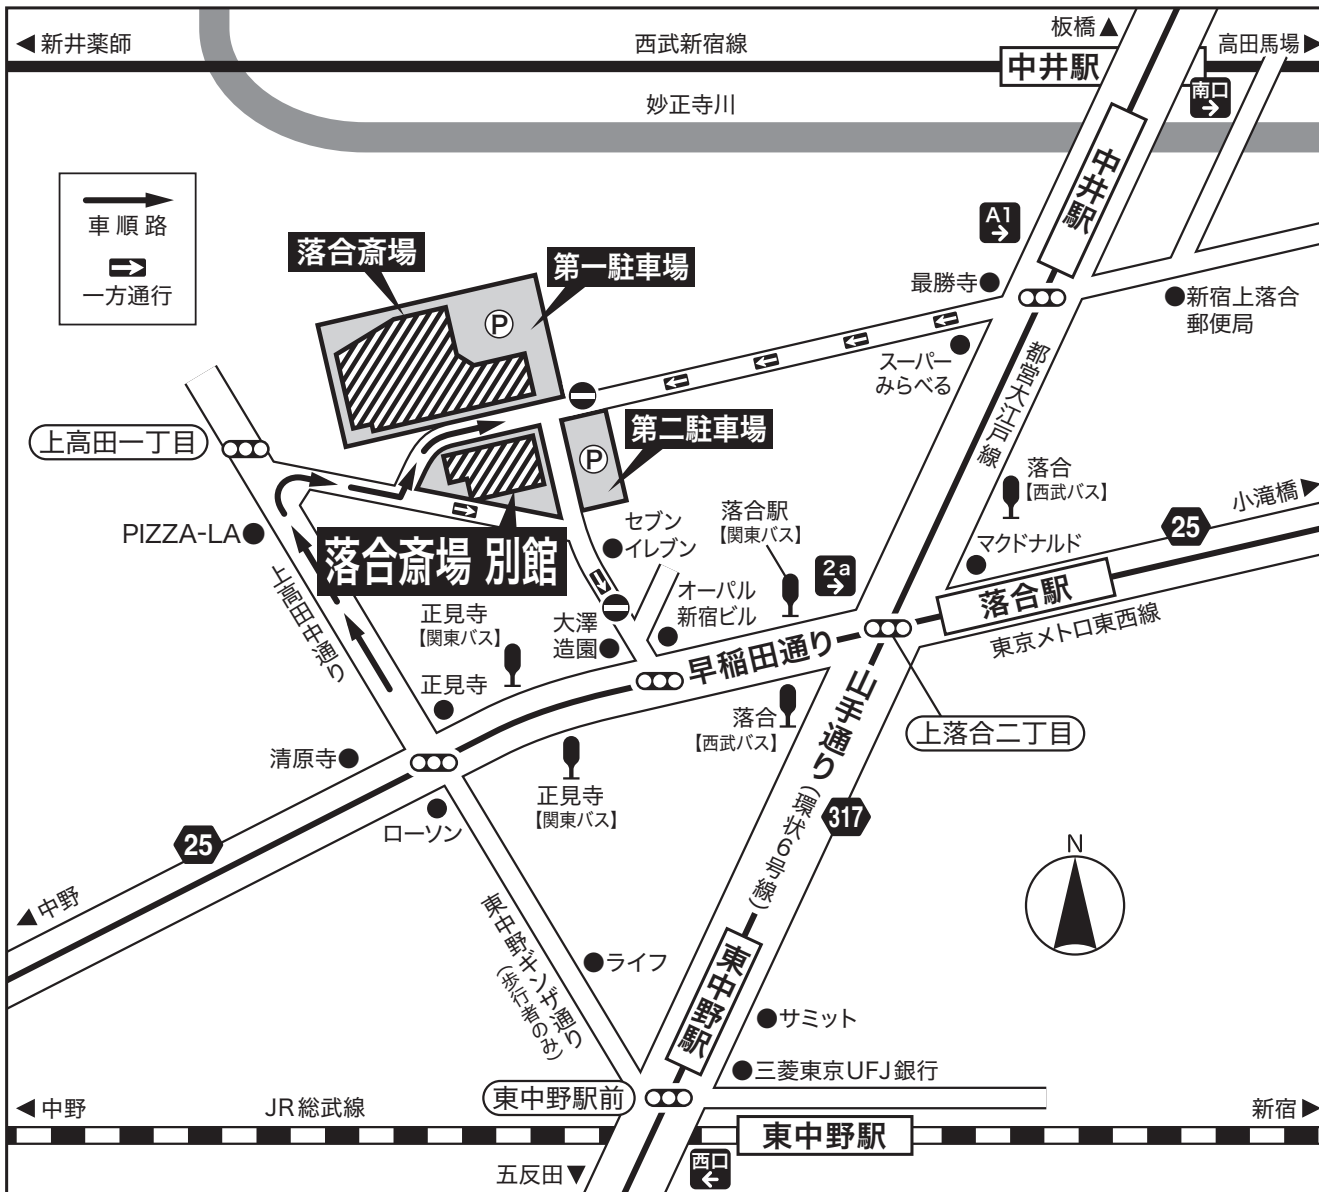 板橋▲
◀新井薬師
西武新宿線
高田馬場▶
中井駅
南口
→
妙正寺川
中井駅
車順路
一方通行
A1
→
落合斎場
第一駐車場
P
最勝寺
新宿上落合
郵便局
スーパー
みらべる
都営大江戸線
第二駐車場
P
上高田一丁目
落合
【西武バス】
小滝橋▶
25
PIZZA-LA
セブン
イレブン
落合駅
【関東バス】
マクドナルド
落合斎場 別館
2a
→
落合駅
東京メトロ東西線
オーパル
新宿ビル
上高田中通り
正見寺
【関東バス】
大澤
造園
早稲田通り
正見寺
落合
【西武バス】
山手通り
(環状6号線)
上落合二丁目
清原寺
正見寺
【関東バス】
317
ローソン
25
N
◀中野
東中野ギンザ通り
(歩行者のみ)
ライフ
東中野駅
サミット
三菱東京UFJ銀行
東中野駅前
◀中野
JR総武線
新宿▶
東中野駅
五反田▼
西口
←